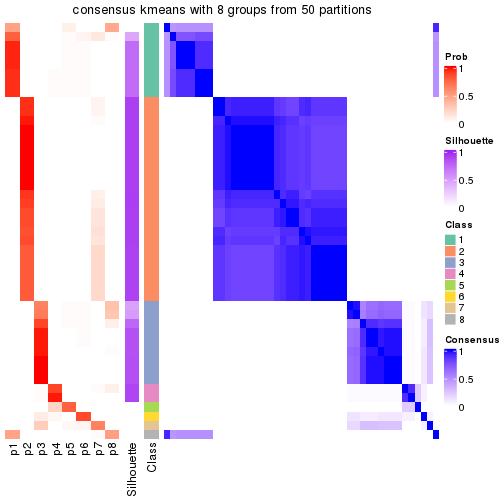 consensus kmeans with 8 groups from 50 partitions
Prob
1
0.5
0
Silhouette
1
0.5
0
Class
1
2
3
4
5
6
7
8
Consensus
1
0.5
0
p1
p2
p3
p4
p5
p6
p7
p8
Silhouette
Class